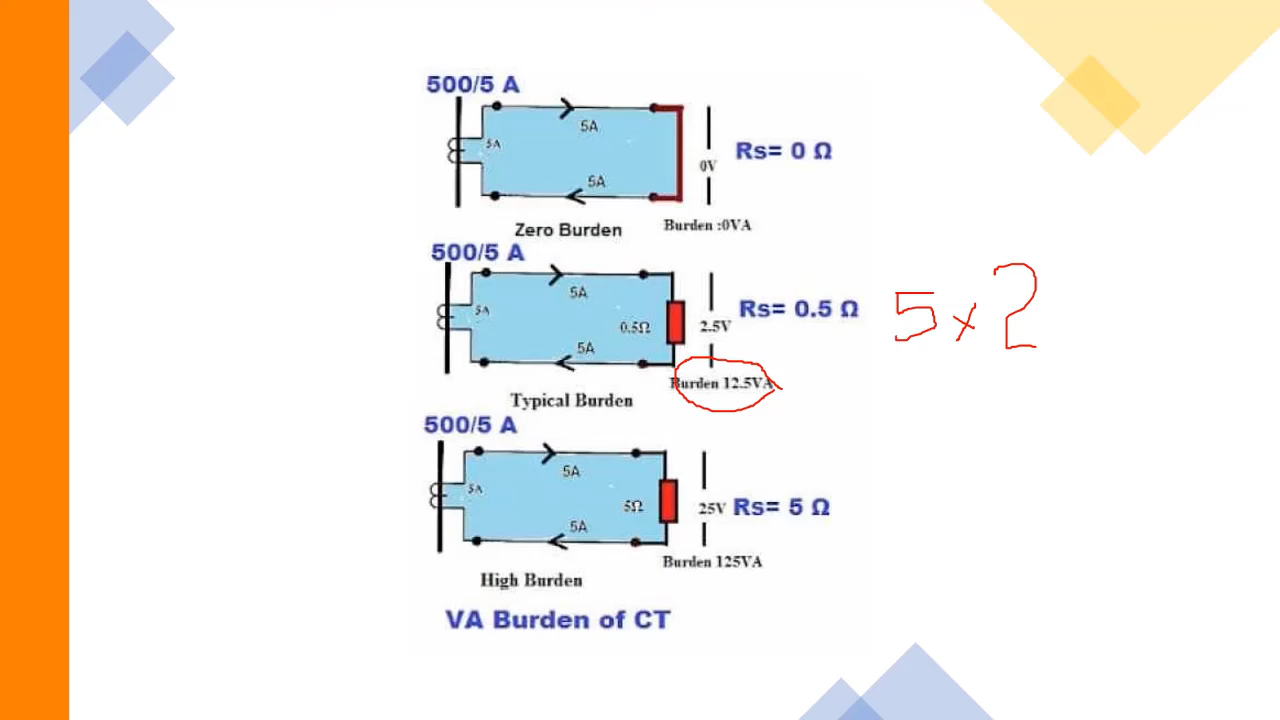 500/5 A
5A
5A
0V
Rs= 0 Ω
5A
Zero Burden
Burden :0VA
500/5 A
5A
5A
0.5Ω
2.5V
Rs= 0.5 Ω
5 x 2
5A
Burden 12.5VA
Typical Burden
500/5 A
5A
5A
5Ω
25V
Rs= 5 Ω
5A
Burden 125VA
High Burden
VA Burden of CT